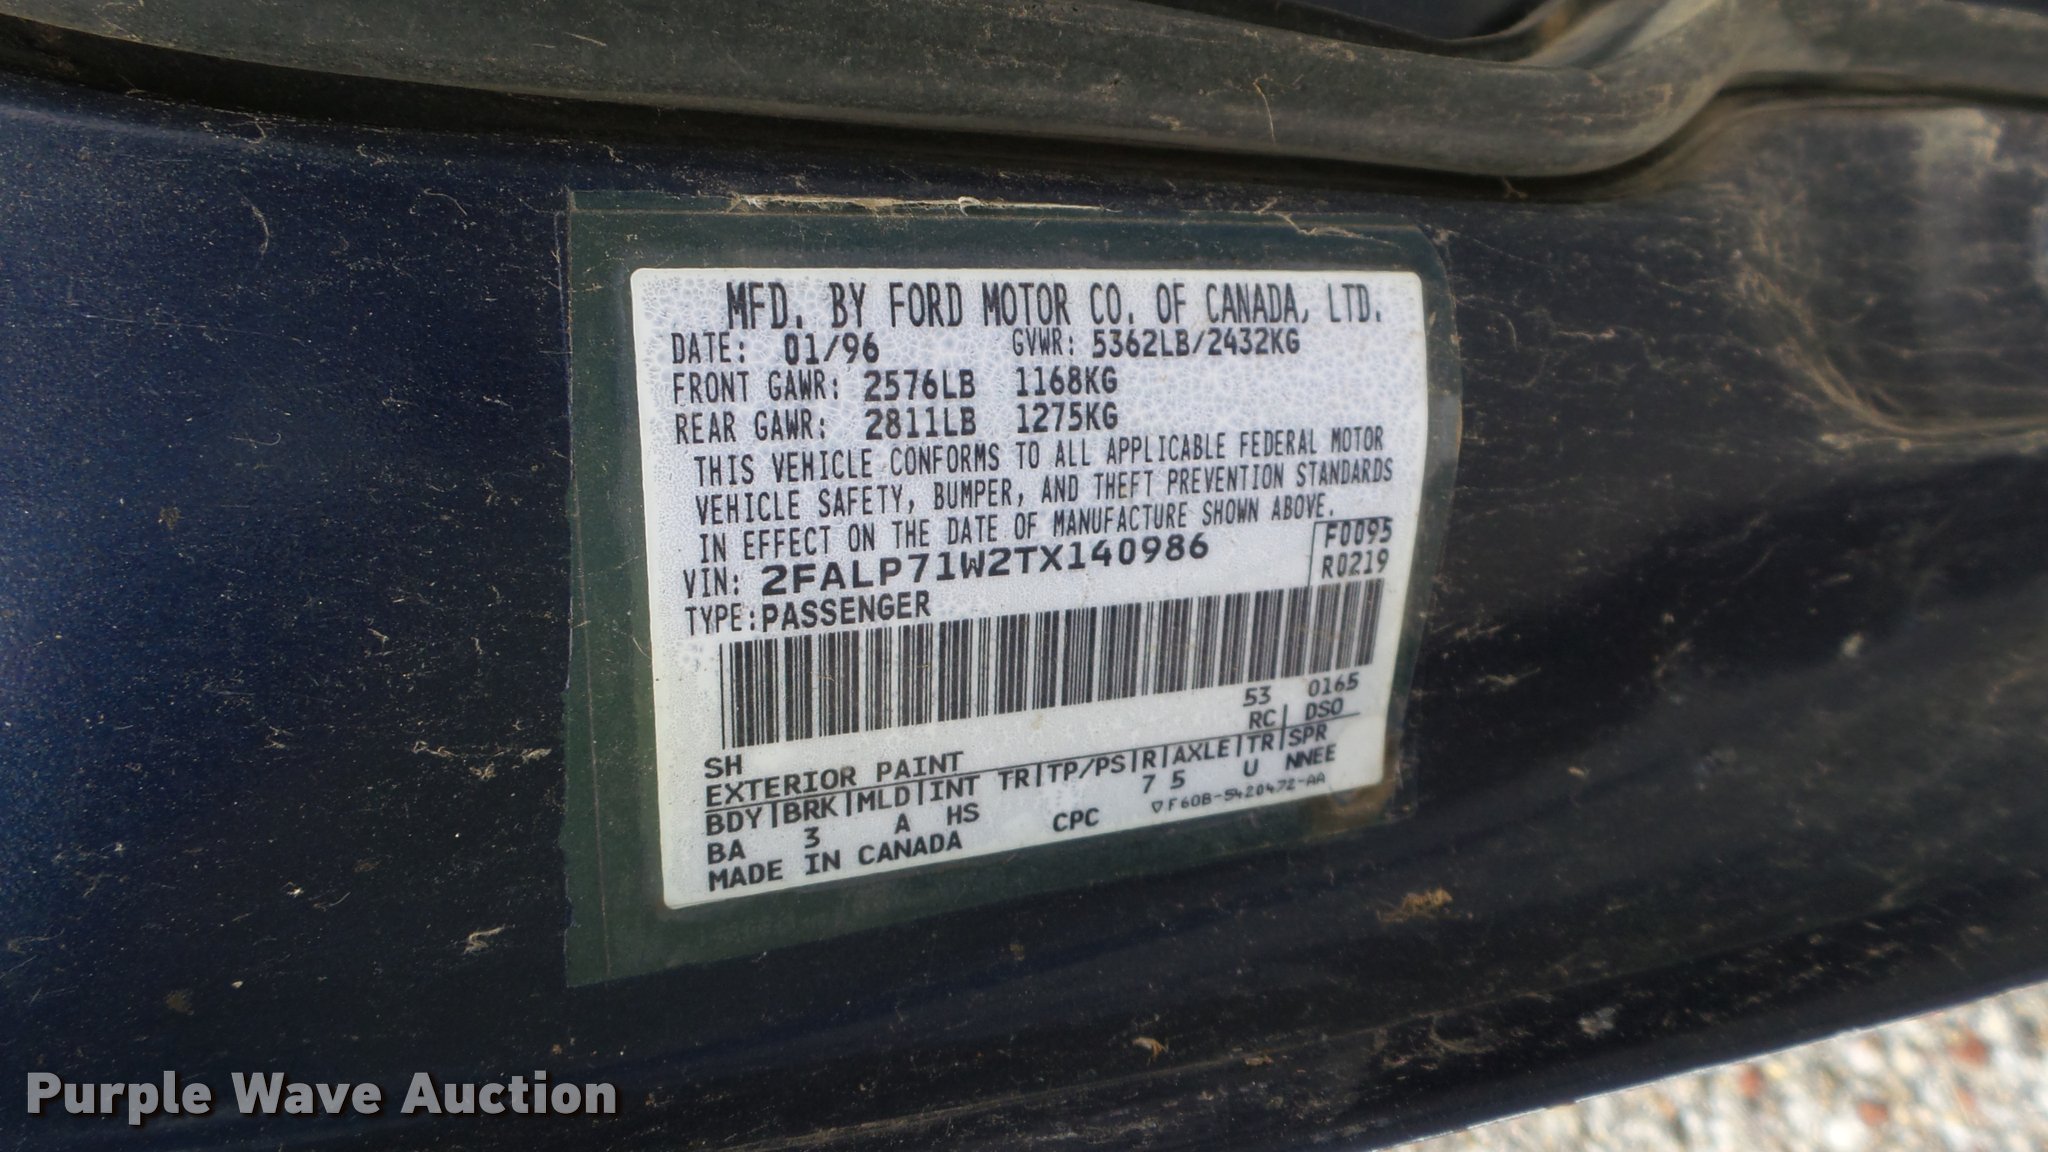 MFD. BY FORD MOTOR CO. OF CANADA, LTD.
DATE: 01/96 GVWR: 5362LB/2432KG
FRONT GAWR: 2576LB 1168KG
REAR GAWR: 2811LB 1275KG
THIS VEHICLE CONFORMS TO ALL APPLICABLE FEDERAL MOTOR
VEHICLE SAFETY, BUMPER, AND THEFT PREVENTION STANDARDS
IN EFFECT ON THE DATE OF MANUFACTURE SHOWN ABOVE.
VIN: 2FALP71W2TX140986 F0095
TYPE: PASSENGER R0219
53 0165
SH RC DSO
EXTERIOR PAINT
BDY BRK MLD INT TR TP/PS R AXLE TR SPR
BA 3 A HS 7 5 U NNEE
MADE IN CANADA CPC ▽F60B-5420472-AA
Purple Wave Auction